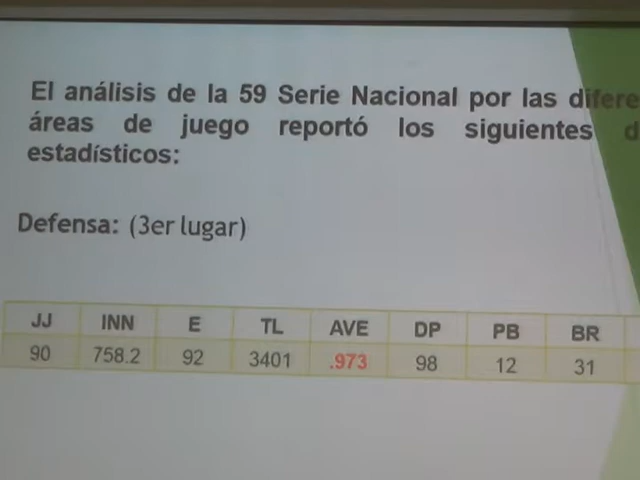 El análisis de la 59 Serie Nacional por las
áreas de juego reportó los siguientes
estadísticos:
Defensa: (3er lugar)
JJ INN E TL AVE DP PB BR
90 758.2 92 3401 .973 98 12 31